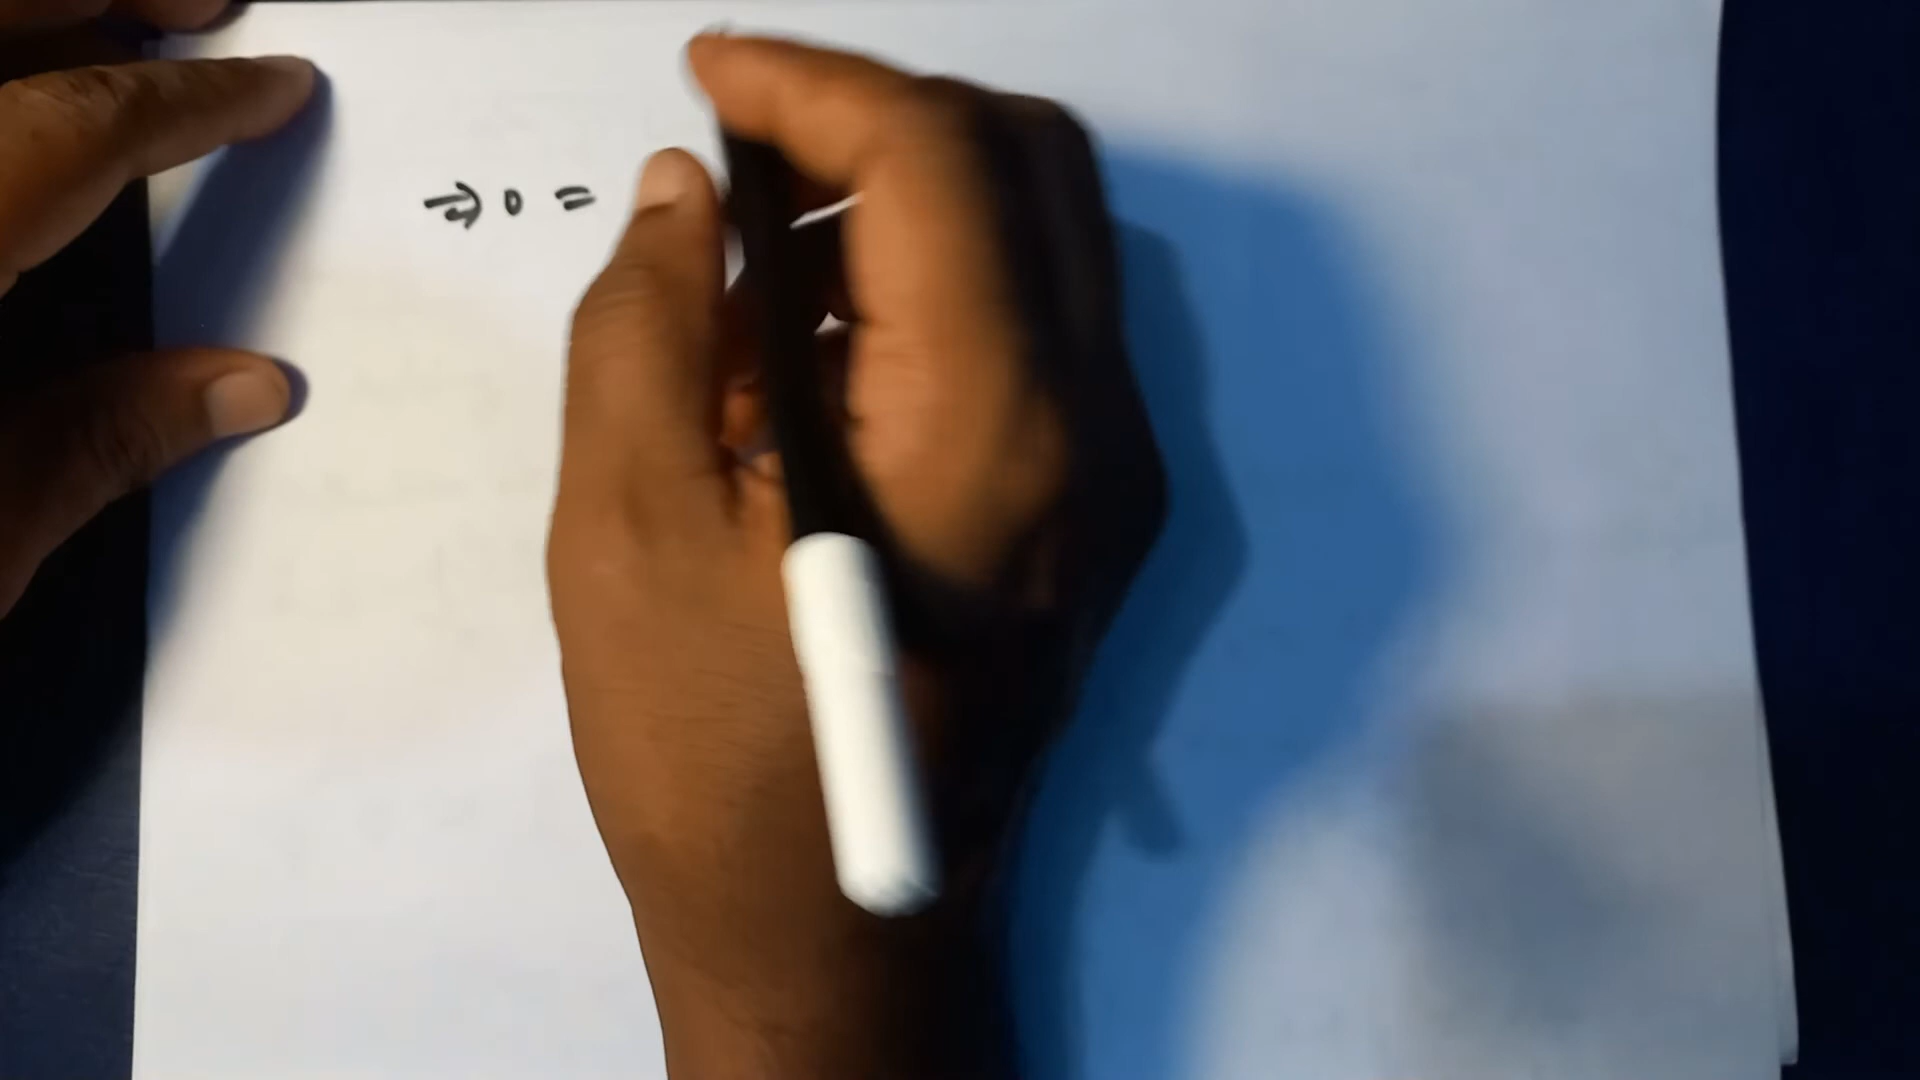 ⇒ 0 =